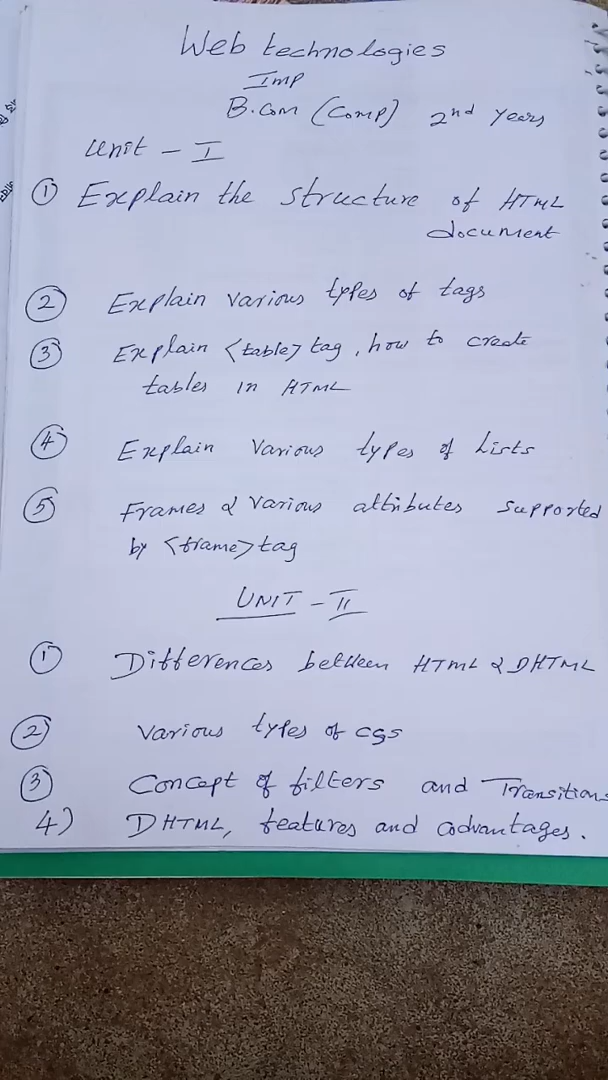 Web technologies
Imp
B.Com (Comp) 2nd Years
Unit - I
① Explain the structure of HTML
document
② Explain various types of tags
③ Explain <table> tag, how to create
tables in HTML
④ Explain Various types of Lists
⑤ Frames & Various attributes supported
by <frame> tag
UNIT - II
① Differences between HTML & DHTML
② Various types of CSS
③ Concept of filters and Transitions
4) DHTML, features and advantages.